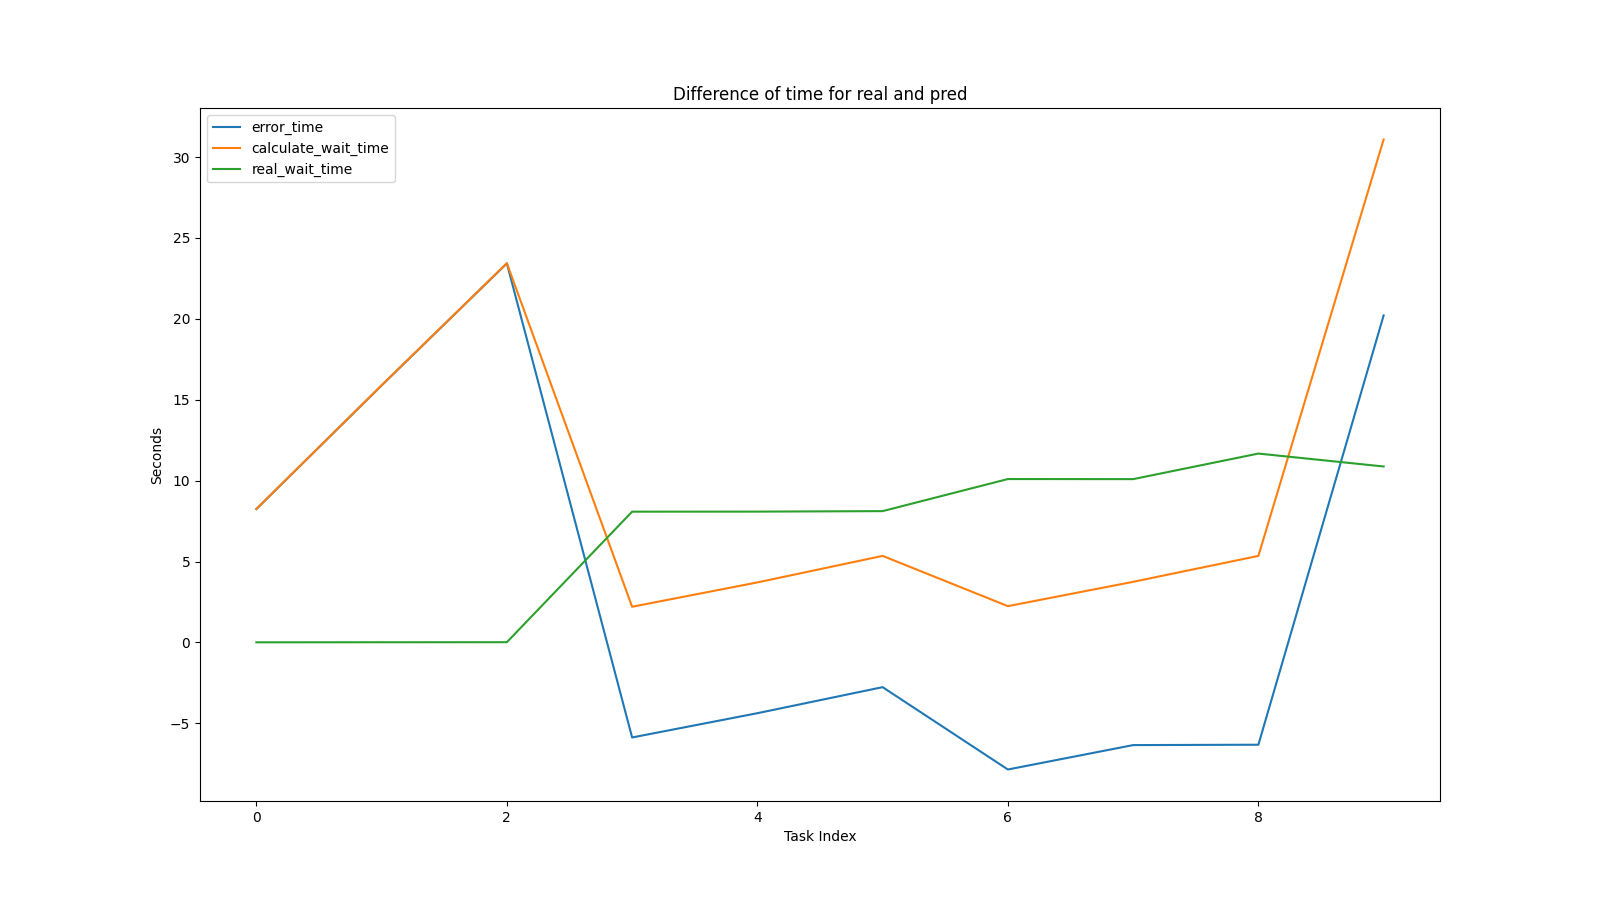 Difference of time for real and pred
error_time
calculate_wait_time
real_wait_time
30
25
20
15
10
5
0
−5
Seconds
0 2 4 6 8
Task Index